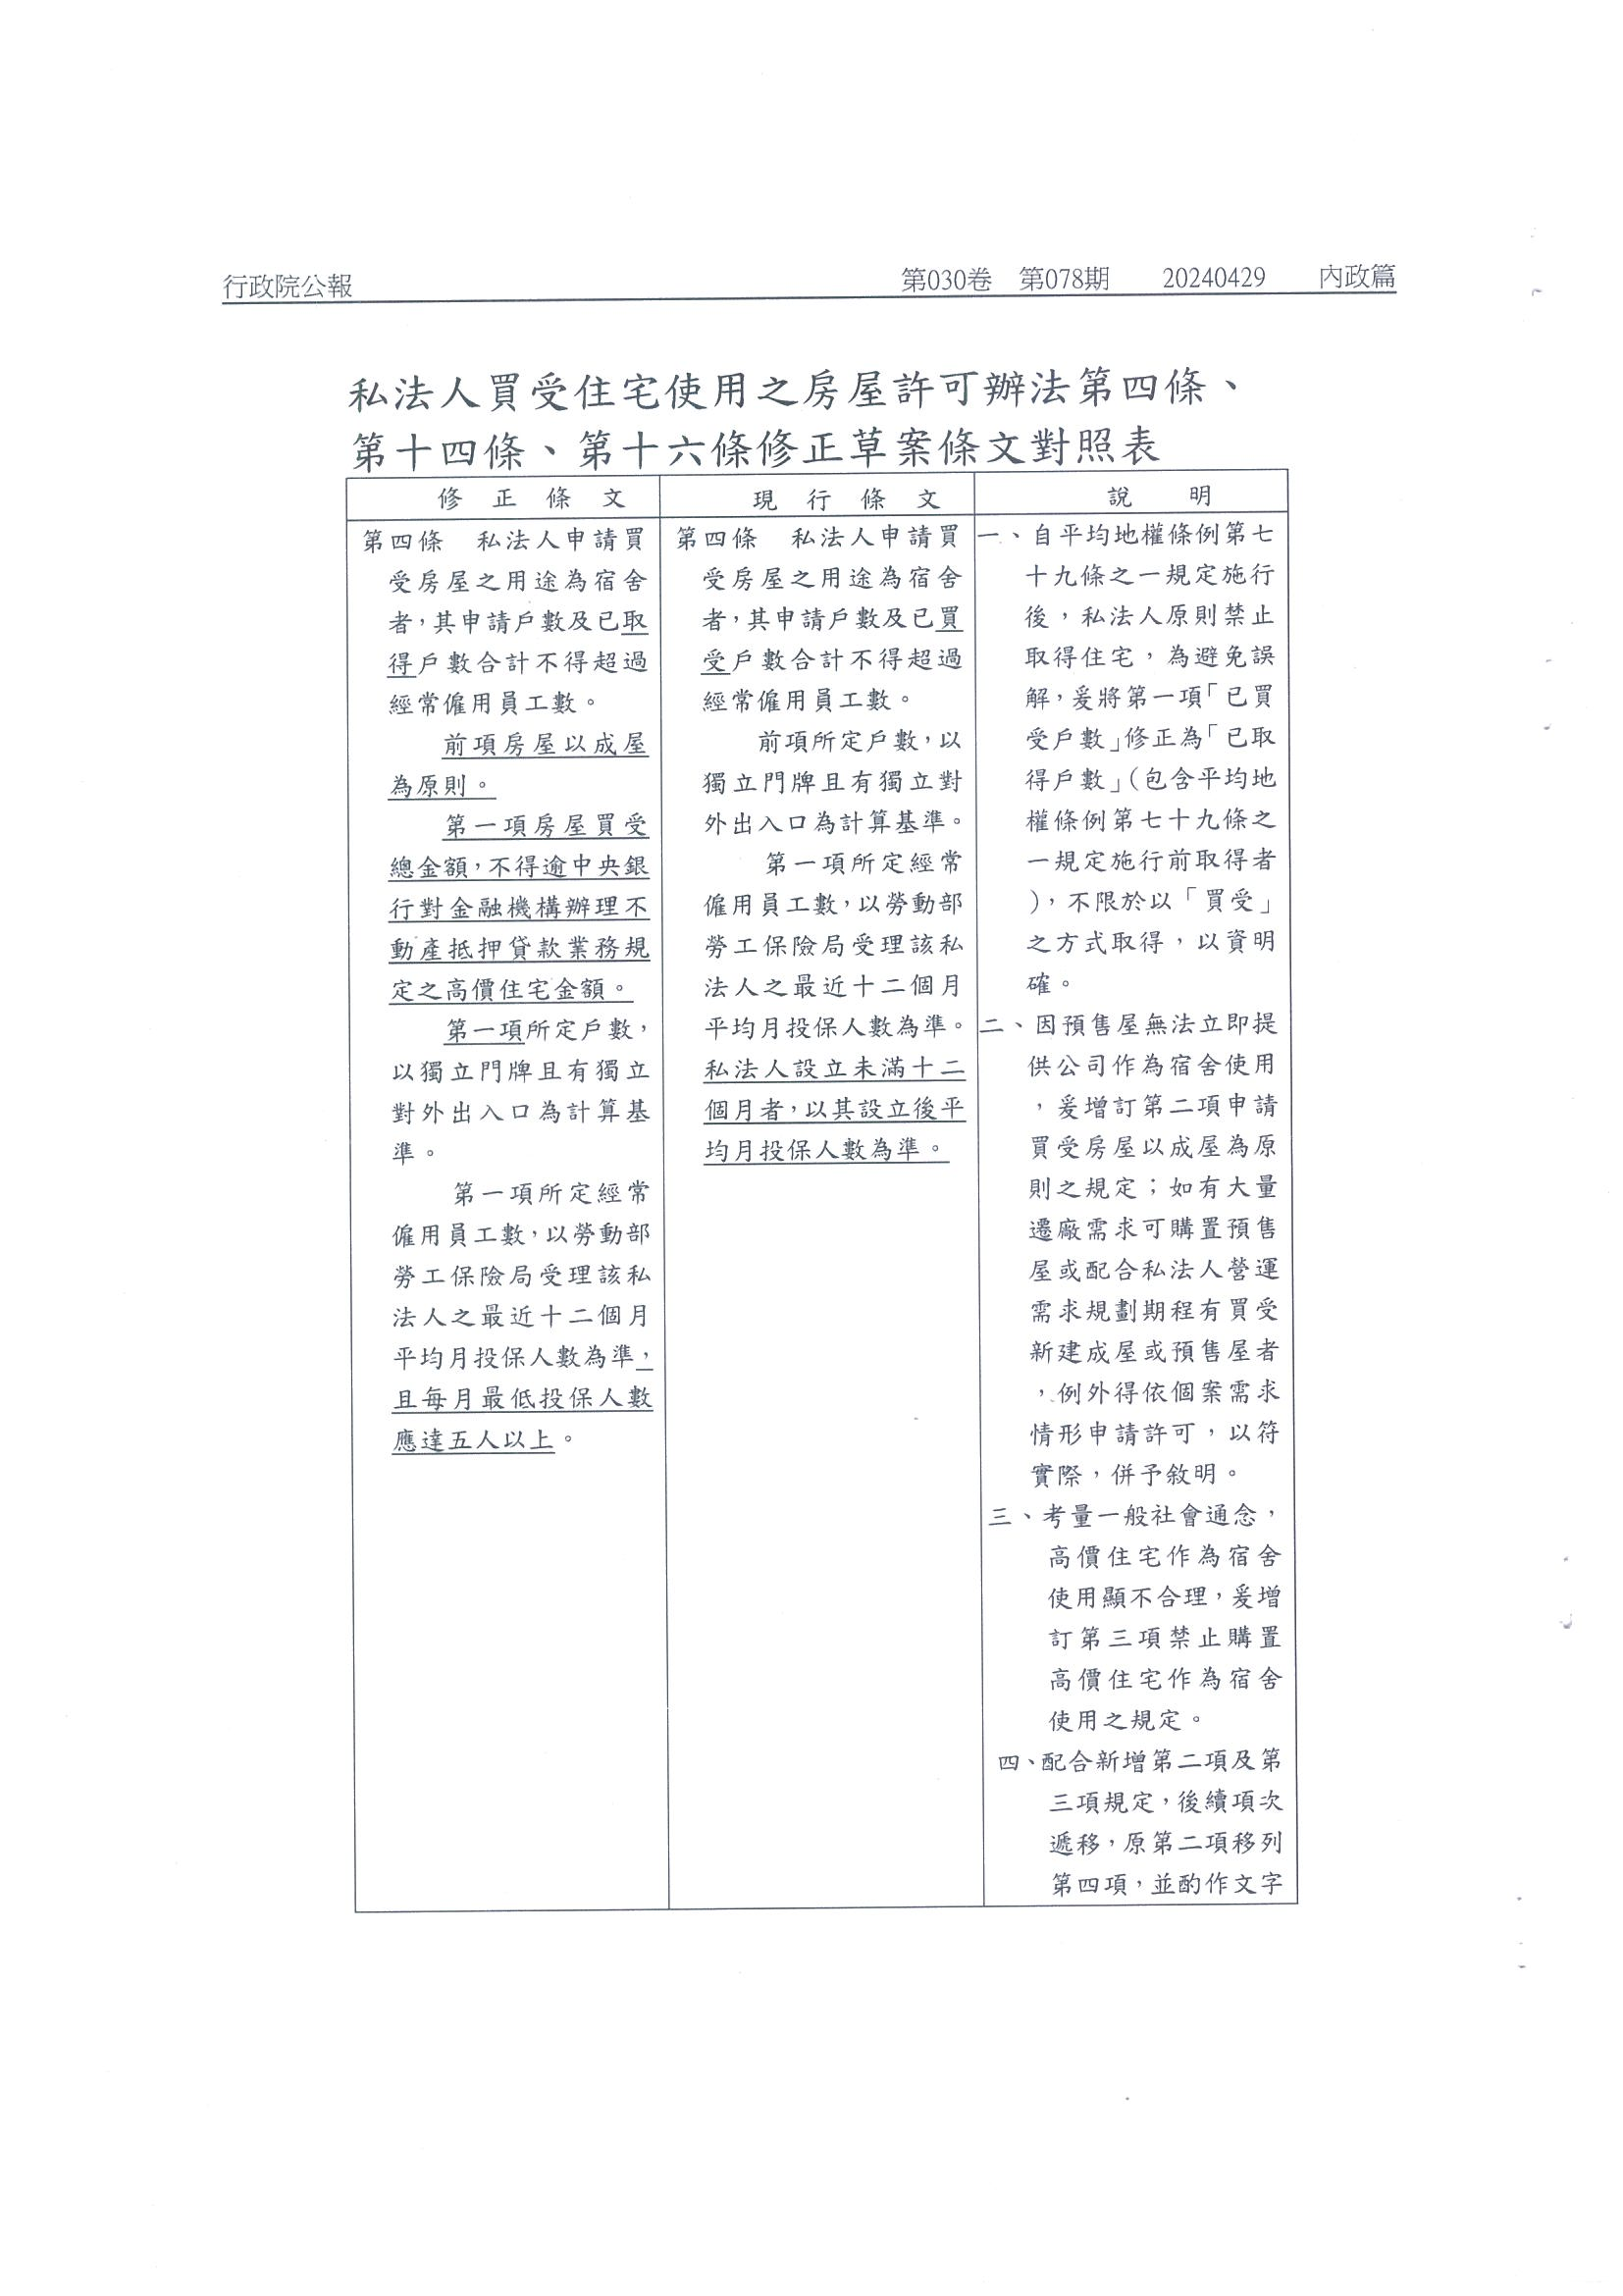 行政院公報　　第030卷　第078期　20240429　內政篇
私法人買受住宅使用之房屋許可辦法第四條、
第十四條、第十六條修正草案條文對照表
修正條文
第四條　私法人申請買
受房屋之用途為宿舍
者，其申請戶數及已取
得戶數合計不得超過
經常僱用員工數。
前項房屋以成屋
為原則。
第一項房屋買受
總金額，不得逾中央銀
行對金融機構辦理不
動產抵押貸款業務規
定之高價住宅金額。
第一項所定戶數，
以獨立門牌且有獨立
對外出入口為計算基
準。
第一項所定經常
僱用員工數，以勞動部
勞工保險局受理該私
法人之最近十二個月
平均月投保人數為準，
且每月最低投保人數
應達五人以上。
現行條文
第四條　私法人申請買
受房屋之用途為宿舍
者，其申請戶數及已買
受戶數合計不得超過
經常僱用員工數。
前項所定戶數，以
獨立門牌且有獨立對
外出入口為計算基準。
第一項所定經常
僱用員工數，以勞動部
勞工保險局受理該私
法人之最近十二個月
平均月投保人數為準。
私法人設立未滿十二
個月者，以其設立後平
均月投保人數為準。
說明
一、自平均地權條例第七
十九條之一規定施行
後，私法人原則禁止
取得住宅，為避免誤
解，爰將第一項「已買
受戶數」修正為「已取
得戶數」（包含平均地
權條例第七十九條之
一規定施行前取得者
），不限於以「買受」
之方式取得，以資明
確。
二、因預售屋無法立即提
供公司作為宿舍使用
，爰增訂第二項申請
買受房屋以成屋為原
則之規定；如有大量
遷廠需求可購置預售
屋或配合私法人營運
需求規劃期程有買受
新建成屋或預售屋者
，例外得依個案需求
情形申請許可，以符
實際，併予敘明。
三、考量一般社會通念，
高價住宅作為宿舍
使用顯不合理，爰增
訂第三項禁止購置
高價住宅作為宿舍
使用之規定。
四、配合新增第二項及第
三項規定，後續項次
遞移，原第二項移列
第四項，並酌作文字